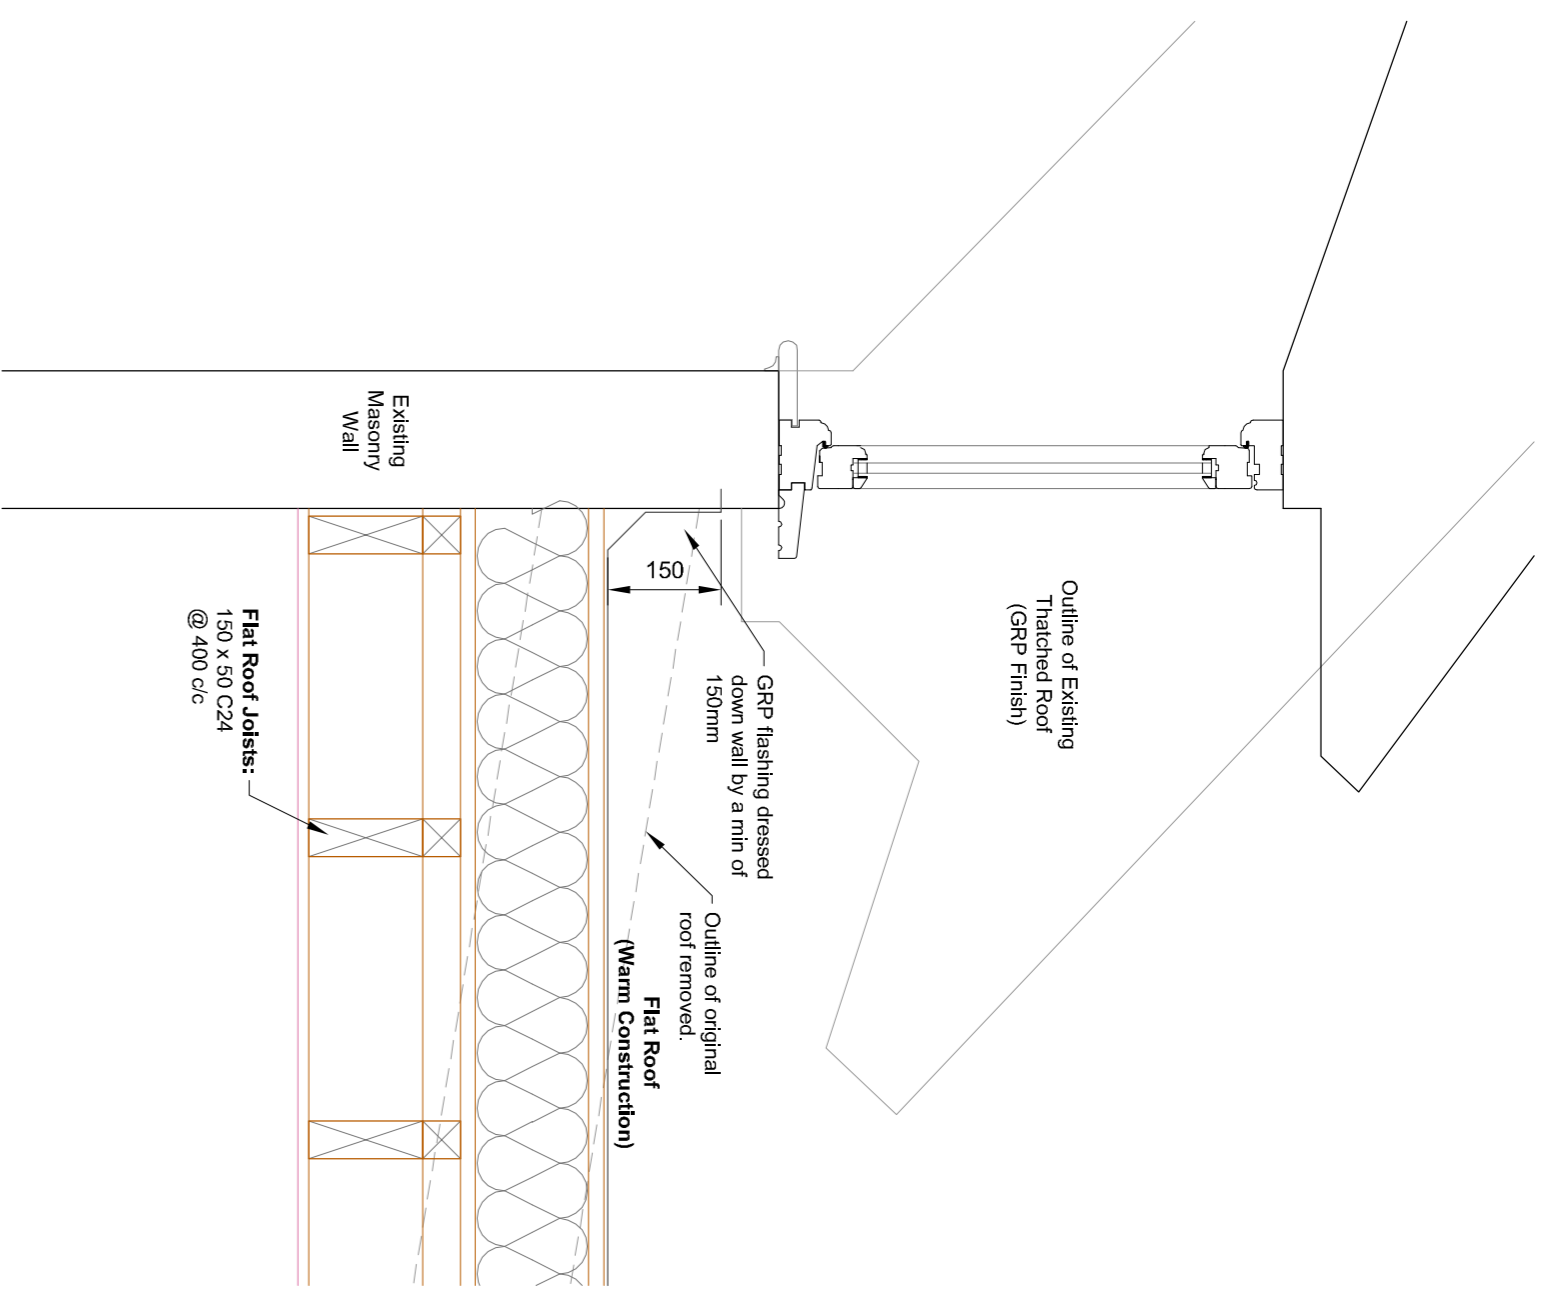 Outline of Existing
Thatched Roof
(GRP Finish)
GRP flashing dressed
down wall by a min of
150mm
150
Outline of original
roof removed.
Flat Roof
(Warm Construction)
Existing
Masonry
Wall
Flat Roof Joists:
150 x 50 C24
@ 400 c/c